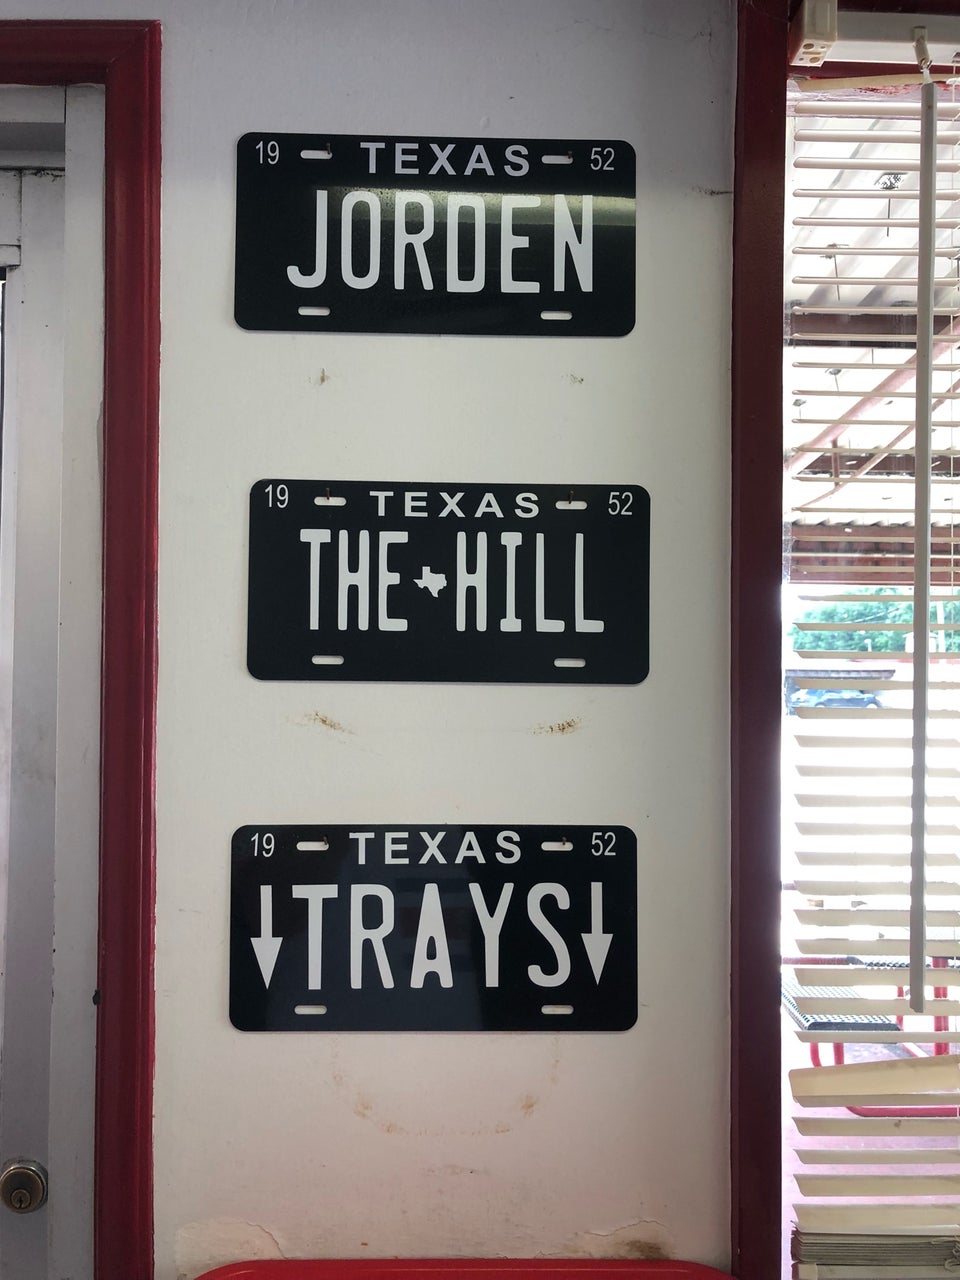 19 TEXAS 52
JORDEN
19 TEXAS 52
THE HILL
19 TEXAS 52
↓TRAYS↓